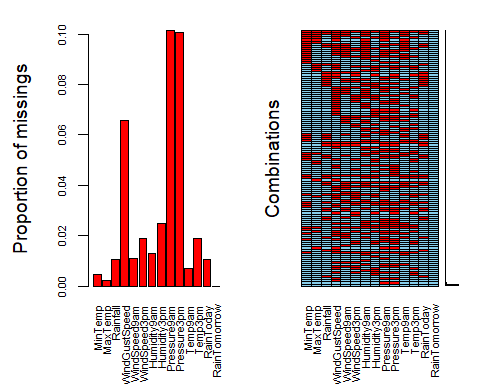 Proportion of missings
0.00
0.02
0.04
0.06
0.08
0.10
MinTemp
MaxTemp
Rainfall
WindGustSpeed
WindSpeed9am
WindSpeed3pm
Humidity9am
Humidity3pm
Pressure9am
Pressure3pm
Temp9am
Temp3pm
RainToday
RainTomorrow
Combinations
MinTemp
MaxTemp
Rainfall
WindGustSpeed
WindSpeed9am
WindSpeed3pm
Humidity9am
Humidity3pm
Pressure9am
Pressure3pm
Temp9am
Temp3pm
RainToday
RainTomorrow